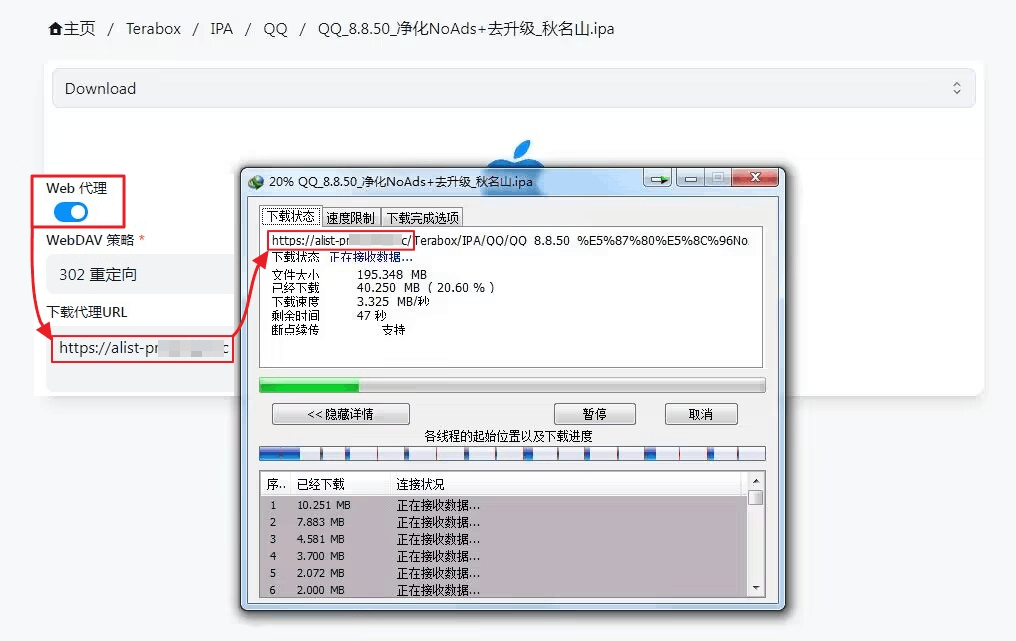 主页 / Terabox / IPA / QQ / QQ_8.8.50_净化NoAds+去升级_秋名山.ipa
Download
Web 代理
WebDAV 策略 *
302 重定向
下载代理URL
https://alist-pr c
20% QQ_8.8.50_净化NoAds+去升级_秋名山.ipa
下载状态 速度限制 下载完成选项
https://alist-pr c/Terabox/IPA/QQ/QQ_8.8.50_%E5%87%80%E5%8C%96No
下载状态 正在接收数据...
文件大小 195.348 MB
已经下载 40.250 MB ( 20.60 % )
下载速度 3.325 MB/秒
剩余时间 47 秒
断点续传 支持
<< 隐藏详情 暂停 取消
各线程的起始位置以及下载进度
序.. 已经下载 连接状况
1 10.251 MB 正在接收数据...
2 7.883 MB 正在接收数据...
3 4.581 MB 正在接收数据...
4 3.700 MB 正在接收数据...
5 2.072 MB 正在接收数据...
6 2.000 MB 正在接收数据...